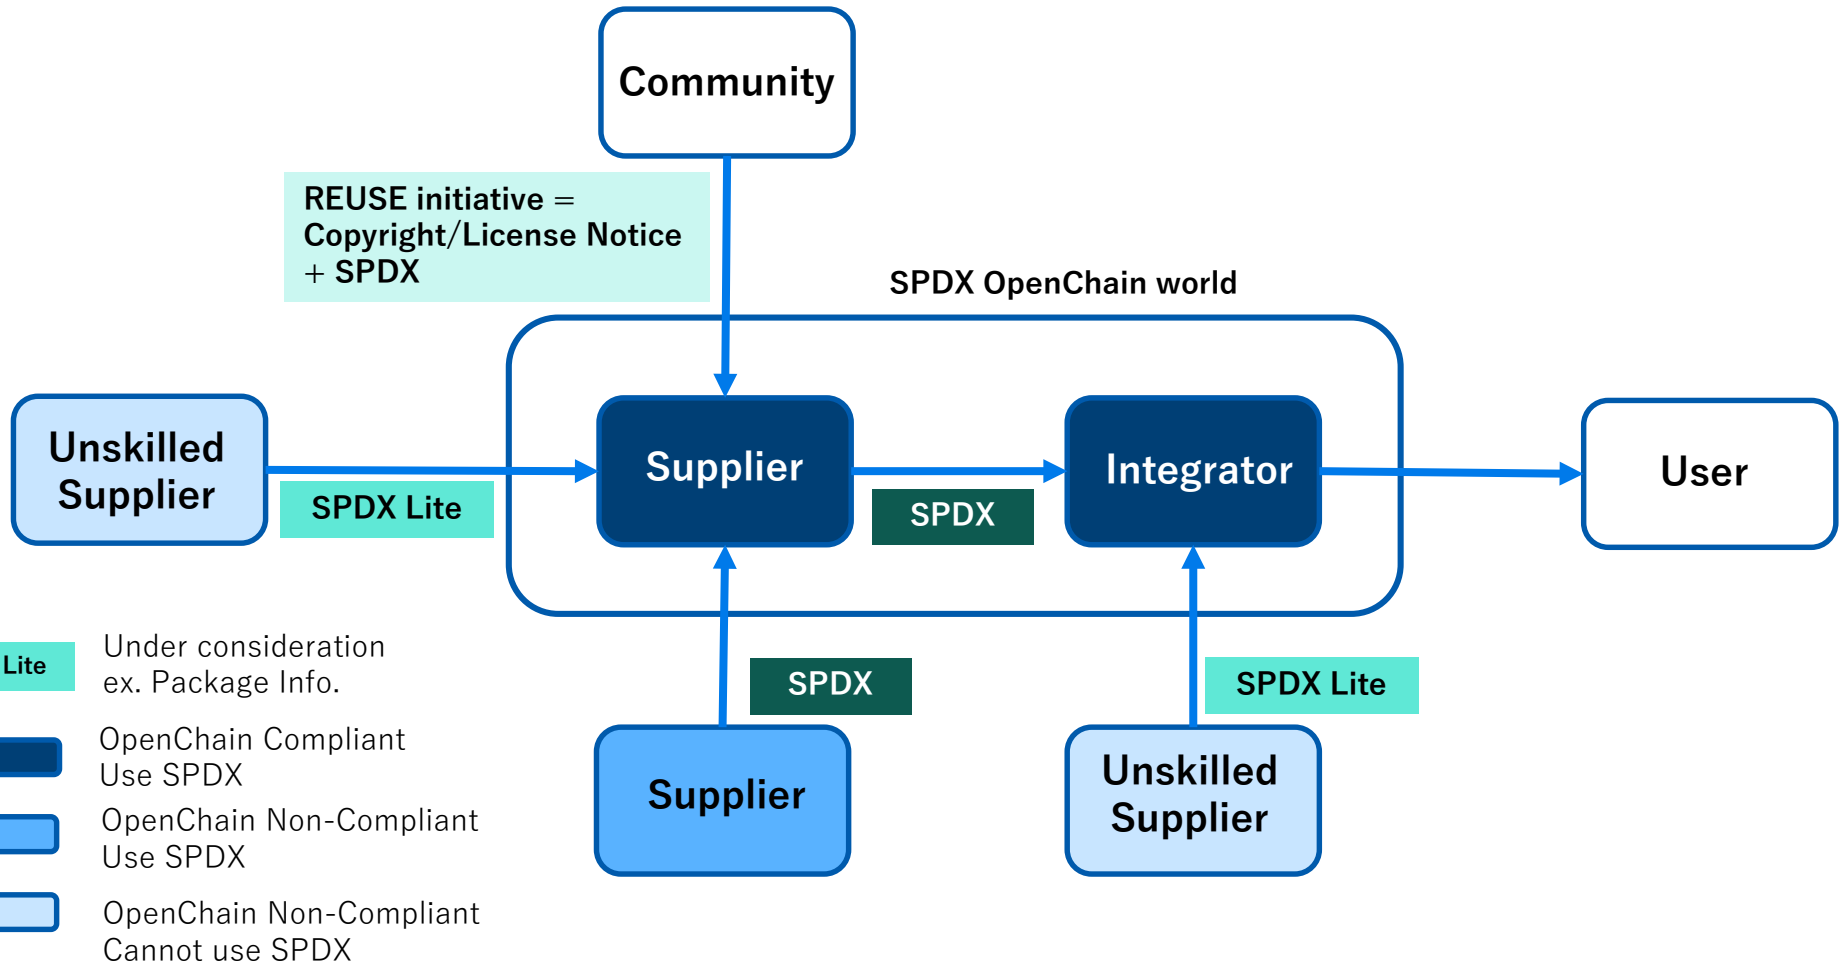 Community
REUSE initiative =
Copyright/License Notice
+ SPDX
SPDX OpenChain world
Unskilled
Supplier
SPDX Lite
Supplier
SPDX
Integrator
User
Lite
Under consideration
ex. Package Info.
OpenChain Compliant
Use SPDX
OpenChain Non-Compliant
Use SPDX
OpenChain Non-Compliant
Cannot use SPDX
SPDX
Supplier
SPDX Lite
Unskilled
Supplier